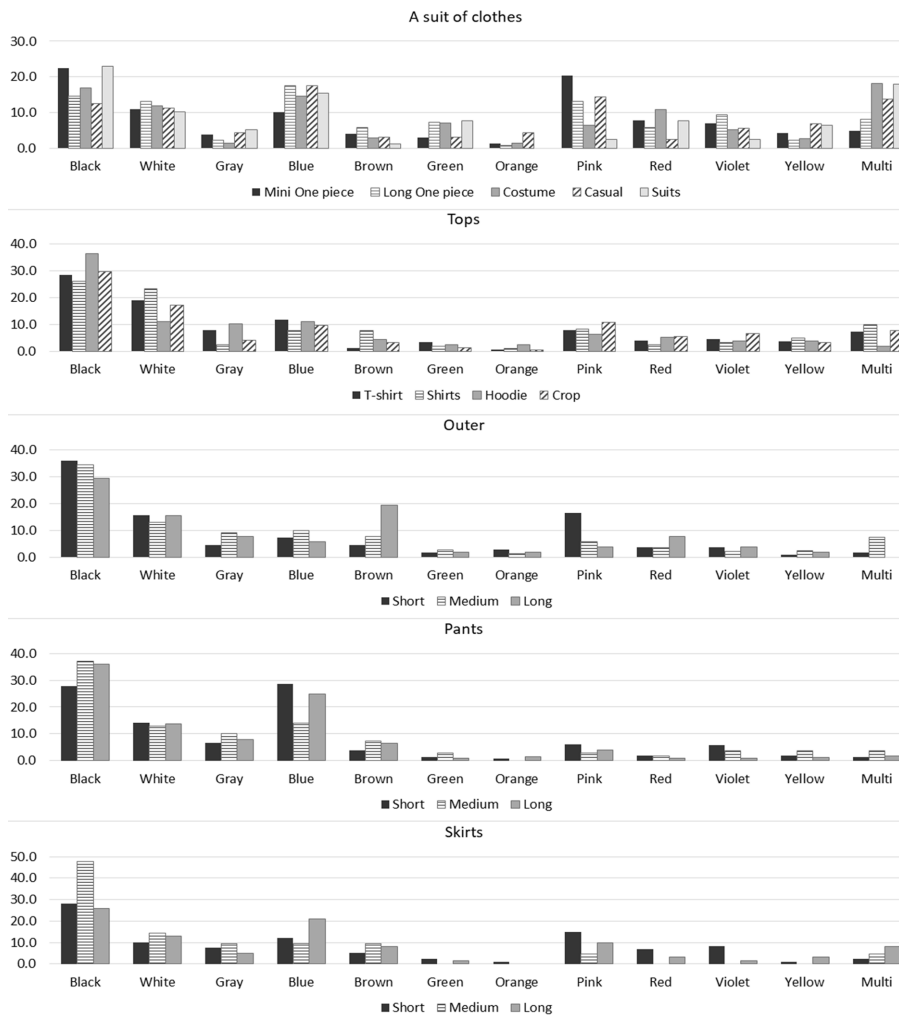 A suit of clothes
30.0
20.0
10.0
0.0
Black White Gray Blue Brown Green Orange Pink Red Violet Yellow Multi
Mini One piece Long One piece Costume Casual Suits
Tops
40.0
30.0
20.0
10.0
0.0
Black White Gray Blue Brown Green Orange Pink Red Violet Yellow Multi
T-shirt Shirts Hoodie Crop
Outer
40.0
30.0
20.0
10.0
0.0
Black White Gray Blue Brown Green Orange Pink Red Violet Yellow Multi
Short Medium Long
Pants
40.0
30.0
20.0
10.0
0.0
Black White Gray Blue Brown Green Orange Pink Red Violet Yellow Multi
Short Medium Long
Skirts
50.0
40.0
30.0
20.0
10.0
0.0
Black White Gray Blue Brown Green Orange Pink Red Violet Yellow Multi
Short Medium Long